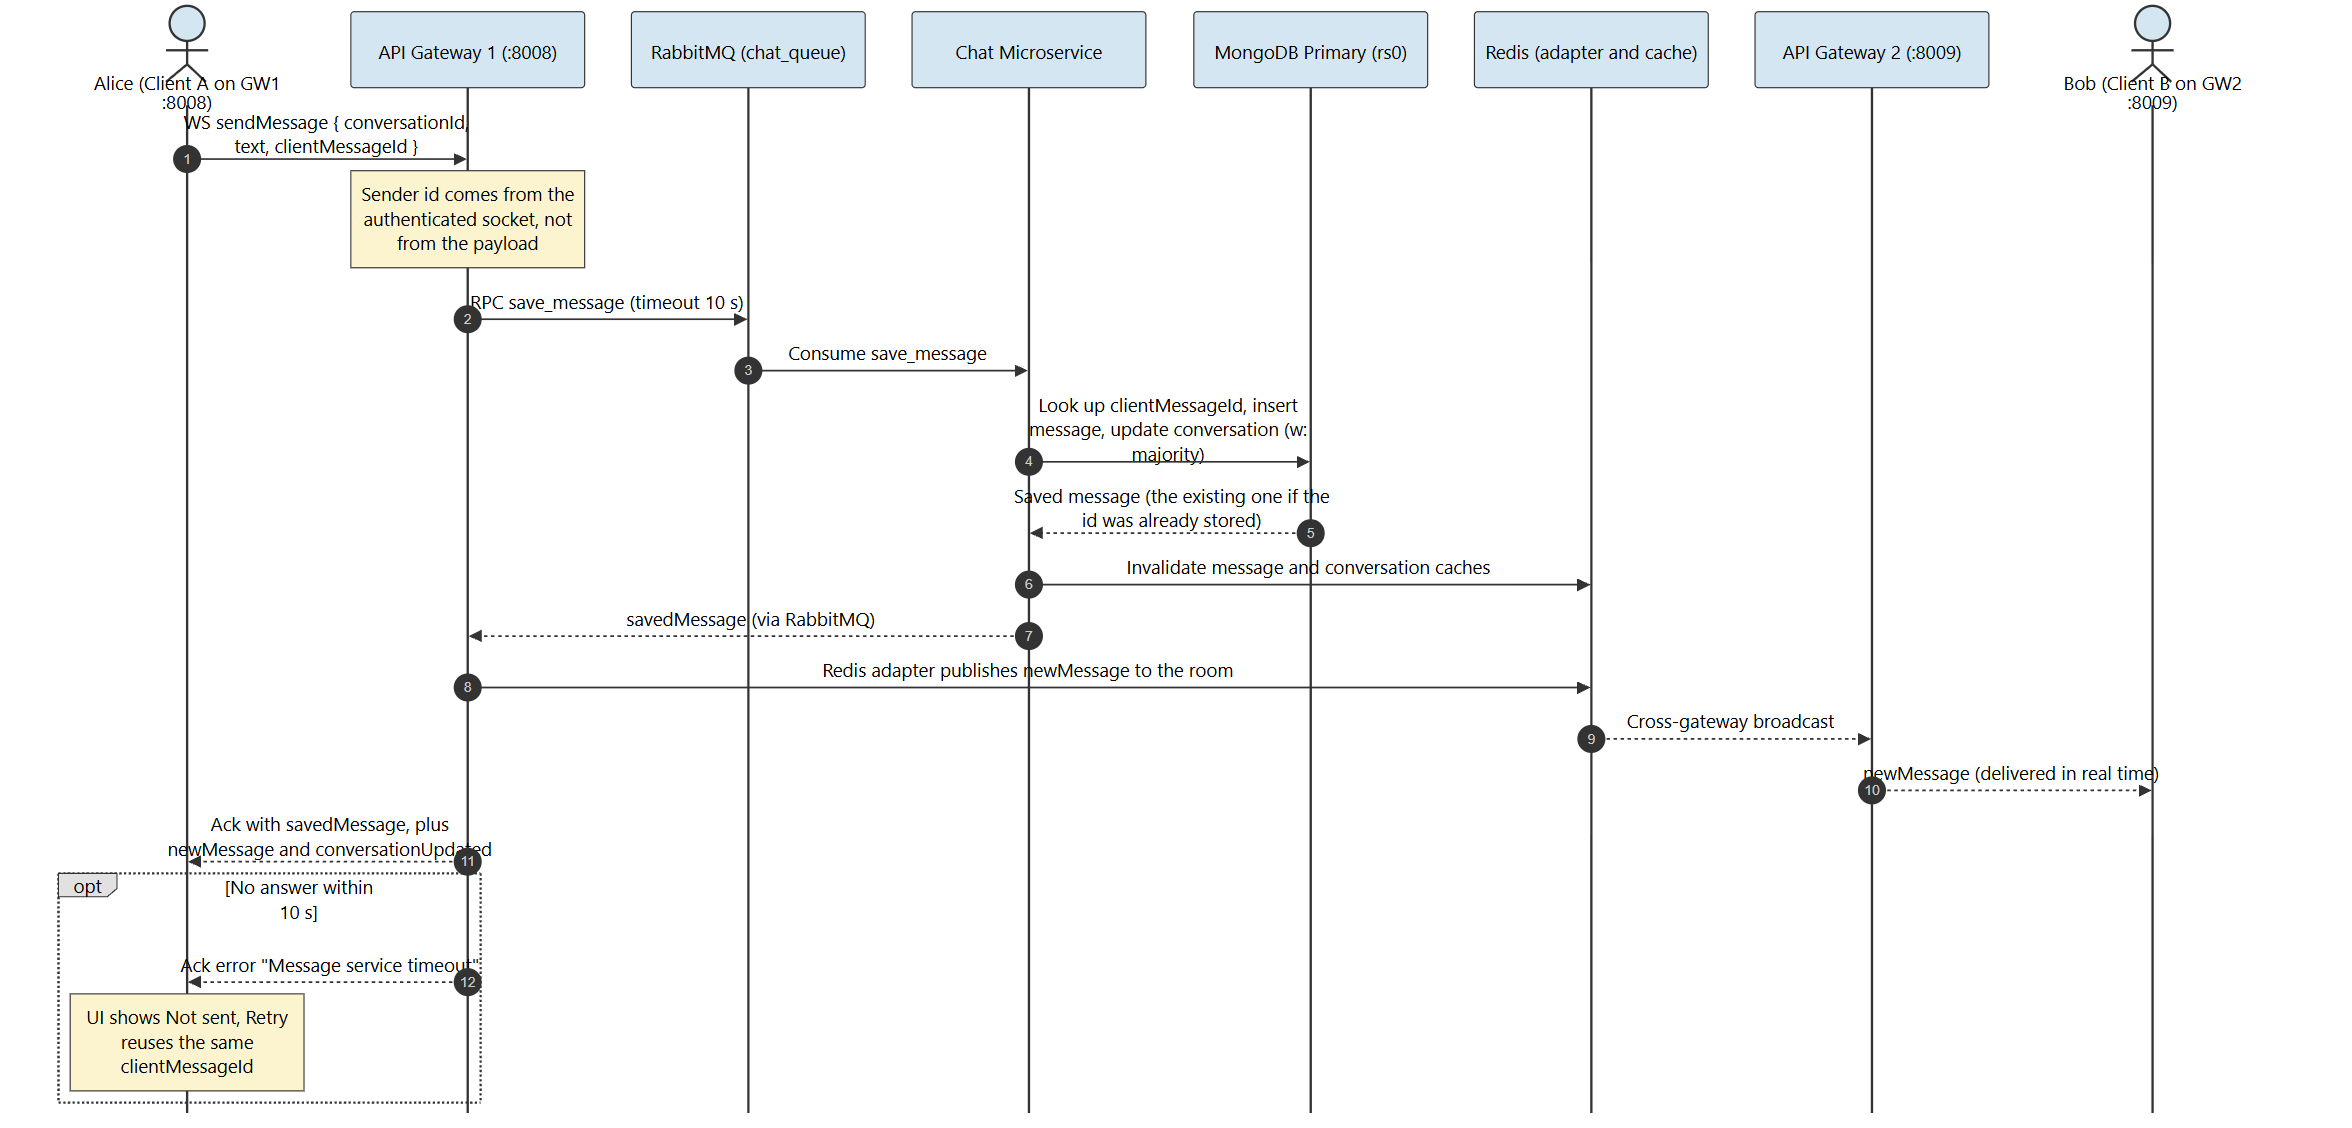 Alice (Client A on GW1
:8008)
API Gateway 1 (:8008)
RabbitMQ (chat_queue)
Chat Microservice
MongoDB Primary (rs0)
Redis (adapter and cache)
API Gateway 2 (:8009)
Bob (Client B on GW2
:8009)
WS sendMessage { conversationId,
text, clientMessageId }
1
Sender id comes from the
authenticated socket, not
from the payload
RPC save_message (timeout 10 s)
2
Consume save_message
3
Look up clientMessageId, insert
message, update conversation (w:
majority)
4
Saved message (the existing one if the
id was already stored)
5
Invalidate message and conversation caches
6
savedMessage (via RabbitMQ)
7
Redis adapter publishes newMessage to the room
8
Cross-gateway broadcast
9
newMessage (delivered in real time)
10
Ack with savedMessage, plus
newMessage and conversationUpdated
11
opt
[No answer within
10 s]
Ack error "Message service timeout"
12
UI shows Not sent, Retry
reuses the same
clientMessageId